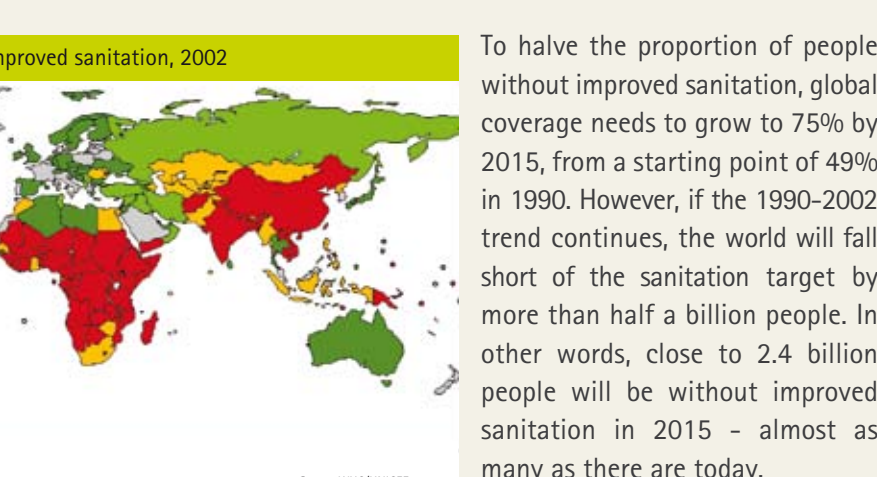 mproved sanitation, 2002
To halve the proportion of people
without improved sanitation, global
coverage needs to grow to 75% by
2015, from a starting point of 49%
in 1990. However, if the 1990-2002
trend continues, the world will fall
short of the sanitation target by
more than half a billion people. In
other words, close to 2.4 billion
people will be without improved
sanitation in 2015 - almost as
many as there are today.